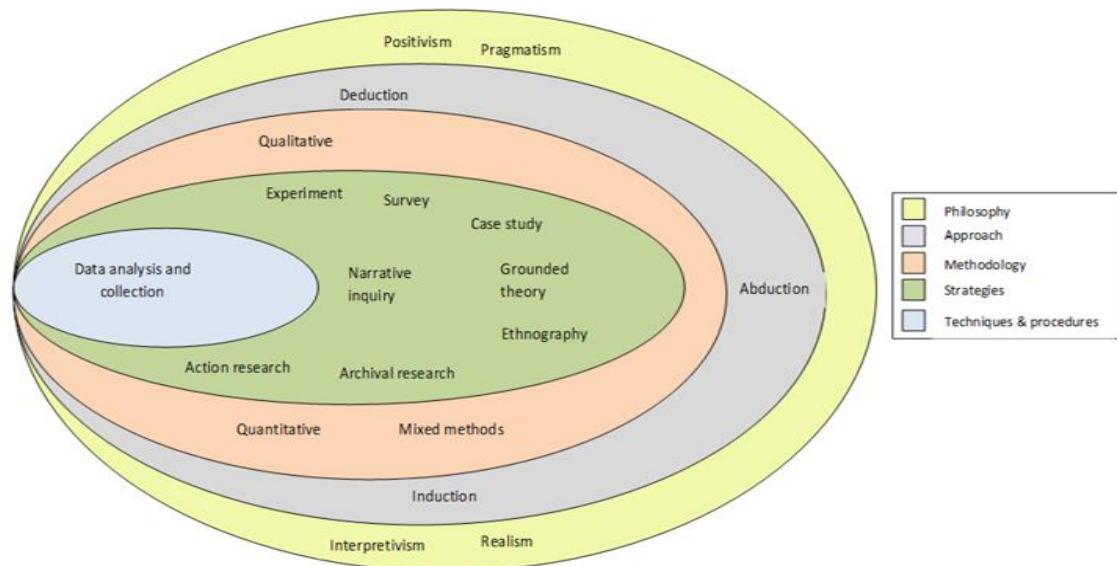 Positivism
Pragmatism
Deduction
Qualitative
Experiment
Survey
Case study
Data analysis and
collection
Narrative
inquiry
Grounded
theory
Abduction
Ethnography
Action research
Archival research
Quantitative
Mixed methods
Induction
Interpretivism
Realism
Philosophy
Approach
Methodology
Strategies
Techniques & procedures